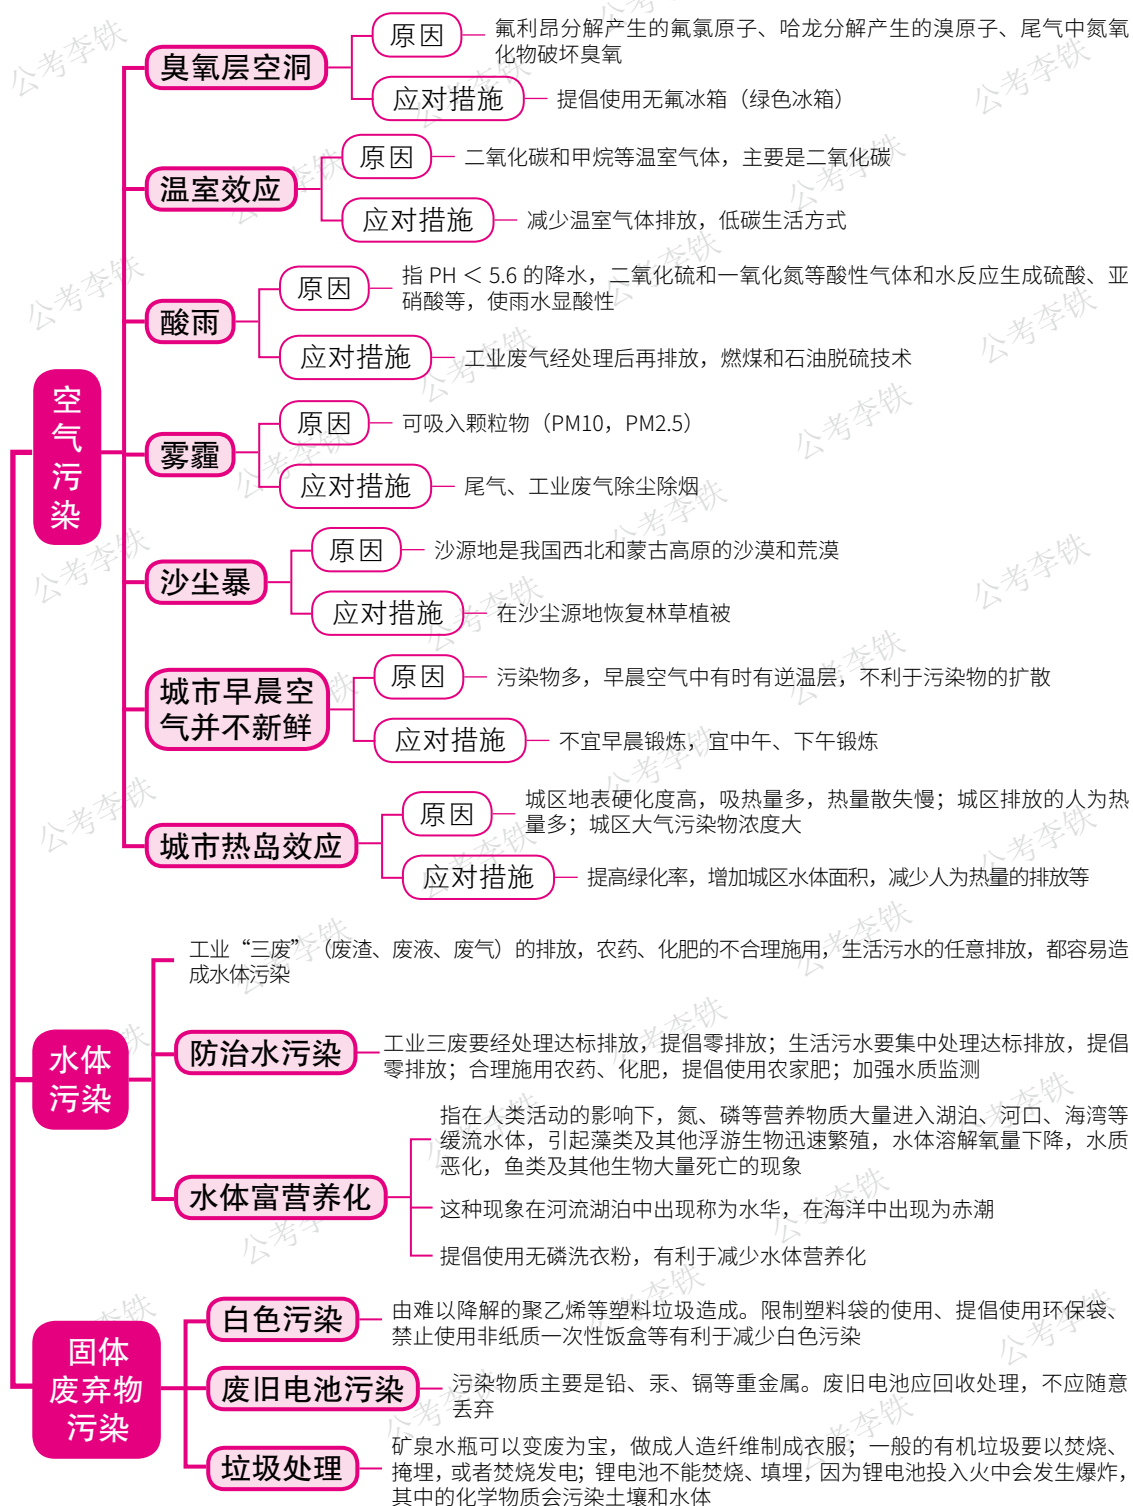 空气污染
臭氧层空洞
原因
氟利昂分解产生的氟氯原子、哈龙分解产生的溴原子、尾气中氮氧
化物破坏臭氧
应对措施
提倡使用无氟冰箱（绿色冰箱）
温室效应
原因
二氧化碳和甲烷等温室气体，主要是二氧化碳
应对措施
减少温室气体排放，低碳生活方式
酸雨
原因
指 PH＜5.6 的降水，二氧化硫和一氧化氮等酸性气体和水反应生成硫酸、亚
硝酸等，使雨水显酸性
应对措施
工业废气经处理后再排放，燃煤和石油脱硫技术
雾霾
原因
可吸入颗粒物（PM10，PM2.5）
应对措施
尾气、工业废气除尘除烟
沙尘暴
原因
沙源地是我国西北和蒙古高原的沙漠和荒漠
应对措施
在沙尘源地恢复林草植被
城市早晨空
气并不新鲜
原因
污染物多，早晨空气中有时有逆温层，不利于污染物的扩散
应对措施
不宜早晨锻炼，宜中午、下午锻炼
城市热岛效应
原因
城区地表硬化度高，吸热量多，热量散失慢；城区排放的人为热
量多；城区大气污染物浓度大
应对措施
提高绿化率，增加城区水体面积，减少人为热量的排放等
水体
污染
工业“三废”（废渣、废液、废气）的排放，农药、化肥的不合理施用，生活污水的任意排放，都容易造
成水体污染
防治水污染
工业三废要经处理达标排放，提倡零排放；生活污水要集中处理达标排放，提倡
零排放；合理施用农药、化肥，提倡使用农家肥；加强水质监测
水体富营养化
指在人类活动的影响下，氮、磷等营养物质大量进入湖泊、河口、海湾等
缓流水体，引起藻类及其他浮游生物迅速繁殖，水体溶解氧量下降，水质
恶化，鱼类及其他生物大量死亡的现象
这种现象在河流湖泊中出现称为水华，在海洋中出现为赤潮
提倡使用无磷洗衣粉，有利于减少水体营养化
固体
废弃物
污染
白色污染
由难以降解的聚乙烯等塑料垃圾造成。限制塑料袋的使用、提倡使用环保袋、
禁止使用非纸质一次性饭盒等有利于减少白色污染
废旧电池污染
污染物质主要是铅、汞、镉等重金属。废旧电池应回收处理，不应随意
丢弃
垃圾处理
矿泉水瓶可以变废为宝，做成人造纤维制成衣服；一般的有机垃圾要以焚烧、
掩埋，或者焚烧发电；锂电池不能焚烧、填埋，因为锂电池投入火中会发生爆炸，
其中的化学物质会污染土壤和水体
公考李铁